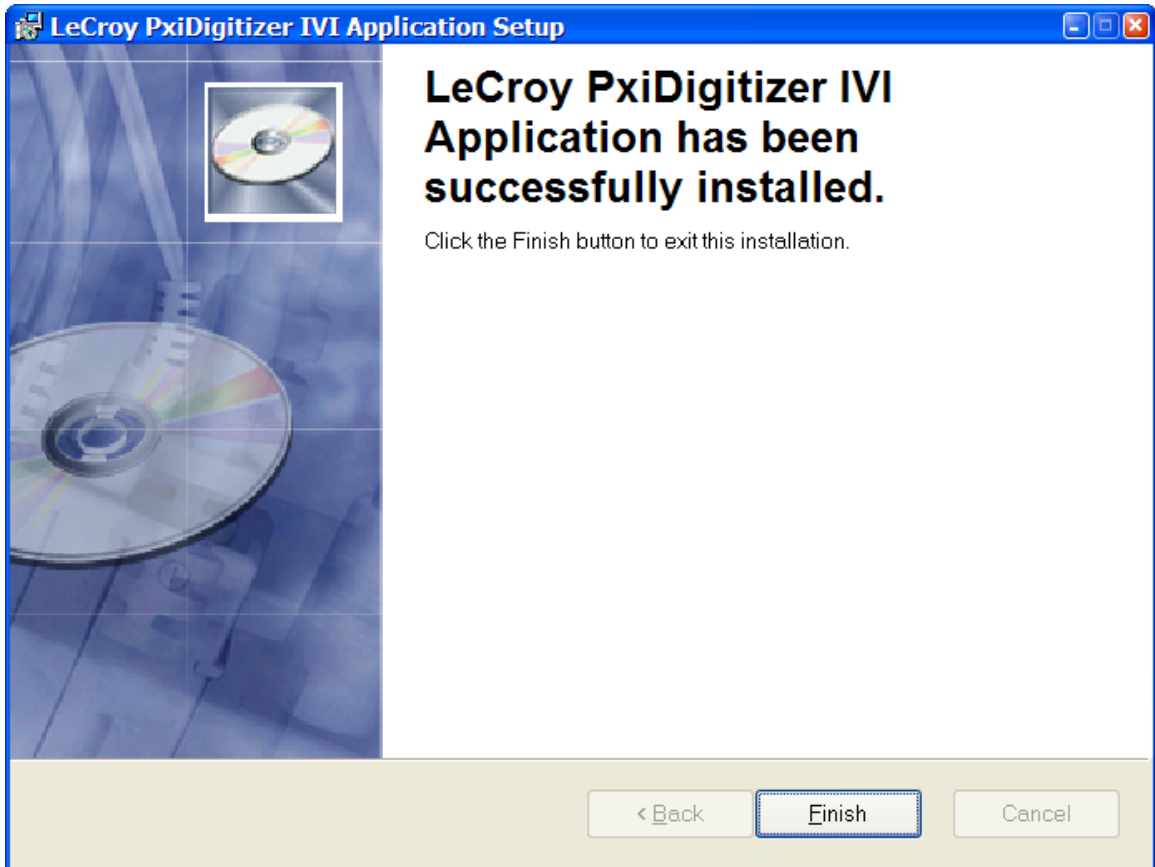 LeCroy PxiDigitizer IVI Application Setup
LeCroy PxiDigitizer IVI
Application has been
successfully installed.
Click the Finish button to exit this installation.
< Back
Finish
Cancel